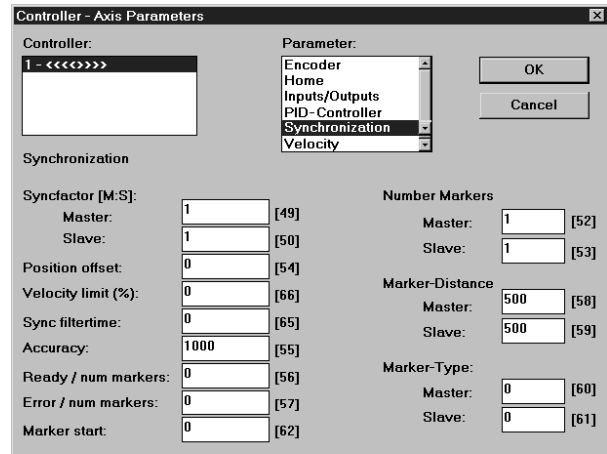 Controller - Axis Parameters
Controller:
1 - <<<<>>>>
Parameter:
Encoder
Home
Inputs/Outputs
PID-Controller
Synchronization
Velocity
OK
Cancel
Synchronization
Syncfactor [M:S]:
Master: 1 [49]
Slave: 1 [50]
Position offset: 0 [54]
Velocity limit (%): 0 [66]
Sync filtertime: 0 [65]
Accuracy: 1000 [55]
Ready / num markers: 0 [56]
Error / num markers: 0 [57]
Marker start: 0 [62]
Number Markers
Master: 1 [52]
Slave: 1 [53]
Marker-Distance
Master: 500 [58]
Slave: 500 [59]
Marker-Type:
Master: 0 [60]
Slave: 0 [61]